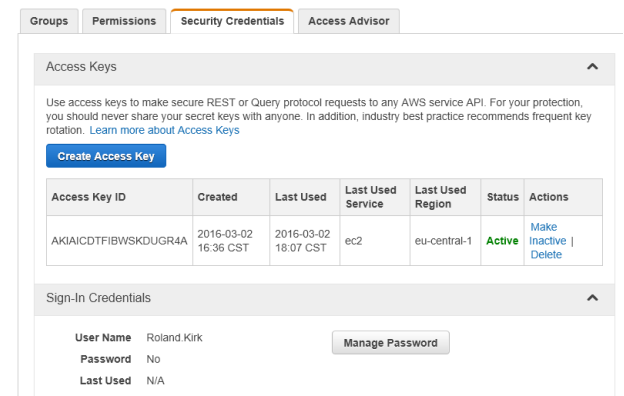 Groups Permissions Security Credentials Access Advisor
Access Keys
Use access keys to make secure REST or Query protocol requests to any AWS service API. For your protection,
you should never share your secret keys with anyone. In addition, industry best practice recommends frequent key
rotation. Learn more about Access Keys
Create Access Key
Access Key ID Created Last Used Last Used Service Last Used Region Status Actions
AKIAICDTFIBWSKDUGR4A 2016-03-02 16:36 CST 2016-03-02 18:07 CST ec2 eu-central-1 Active Make Inactive | Delete
Sign-In Credentials
User Name Roland.Kirk Manage Password
Password No
Last Used N/A